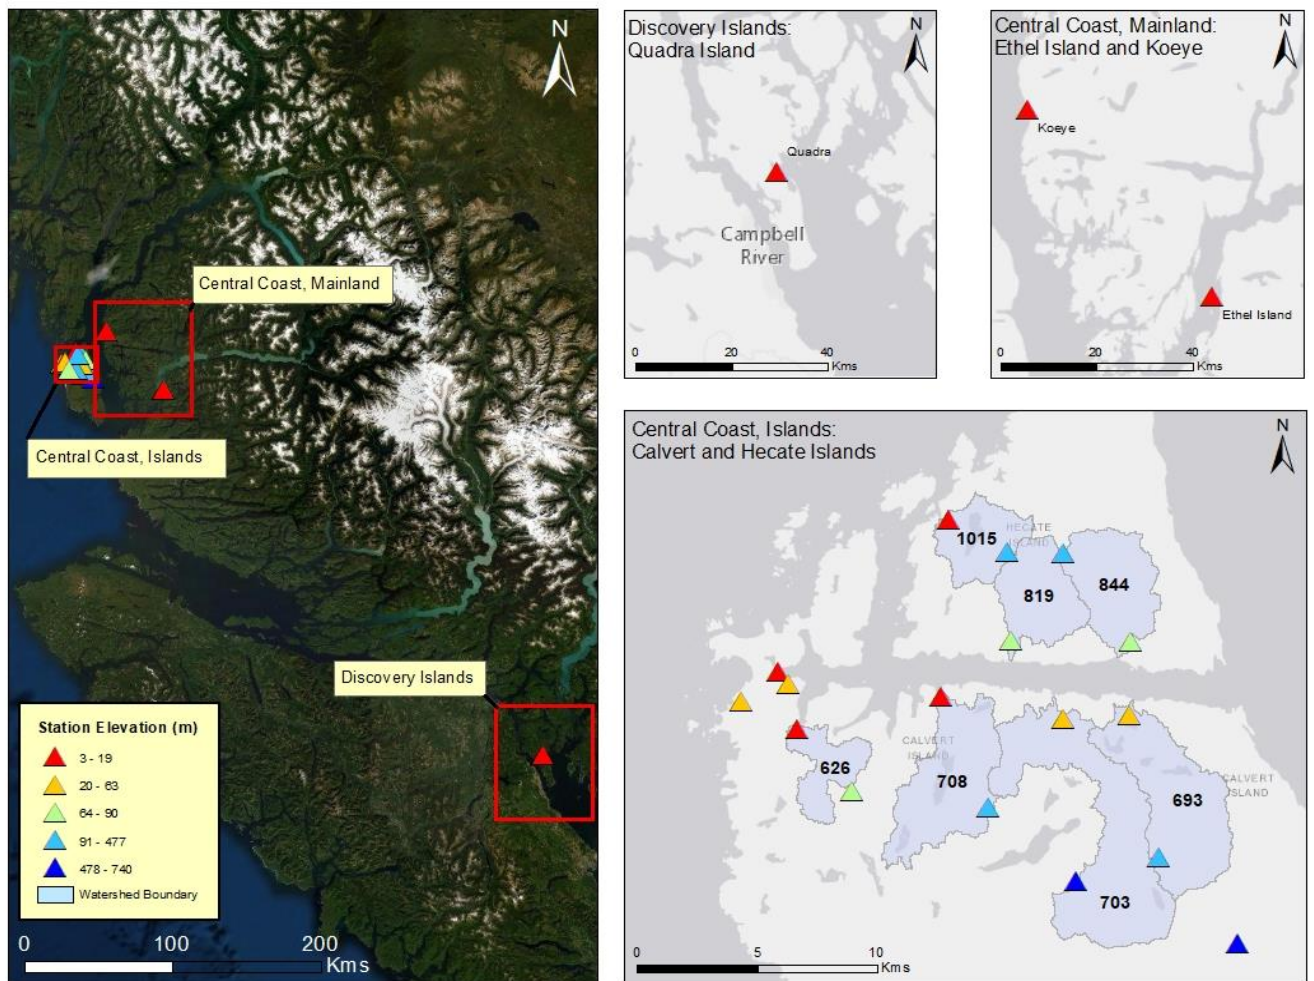 N
Central Coast, Mainland
Central Coast, Islands
Discovery Islands
Station Elevation (m)
3 - 19
20 - 63
64 - 90
91 - 477
478 - 740
Watershed Boundary
0 100 200
Kms
Discovery Islands:
Quadra Island
N
Quadra
Campbell
River
0 20 40
Kms
Central Coast, Mainland:
Ethel Island and Koeye
N
Koeye
Ethel Island
0 20 40
Kms
Central Coast, Islands:
Calvert and Hecate Islands
N
HECATE
ISLAND
1015
819
844
626
CALVERT
ISLAND
708
693
CALVERT
ISLAND
703
0 5 10
Kms